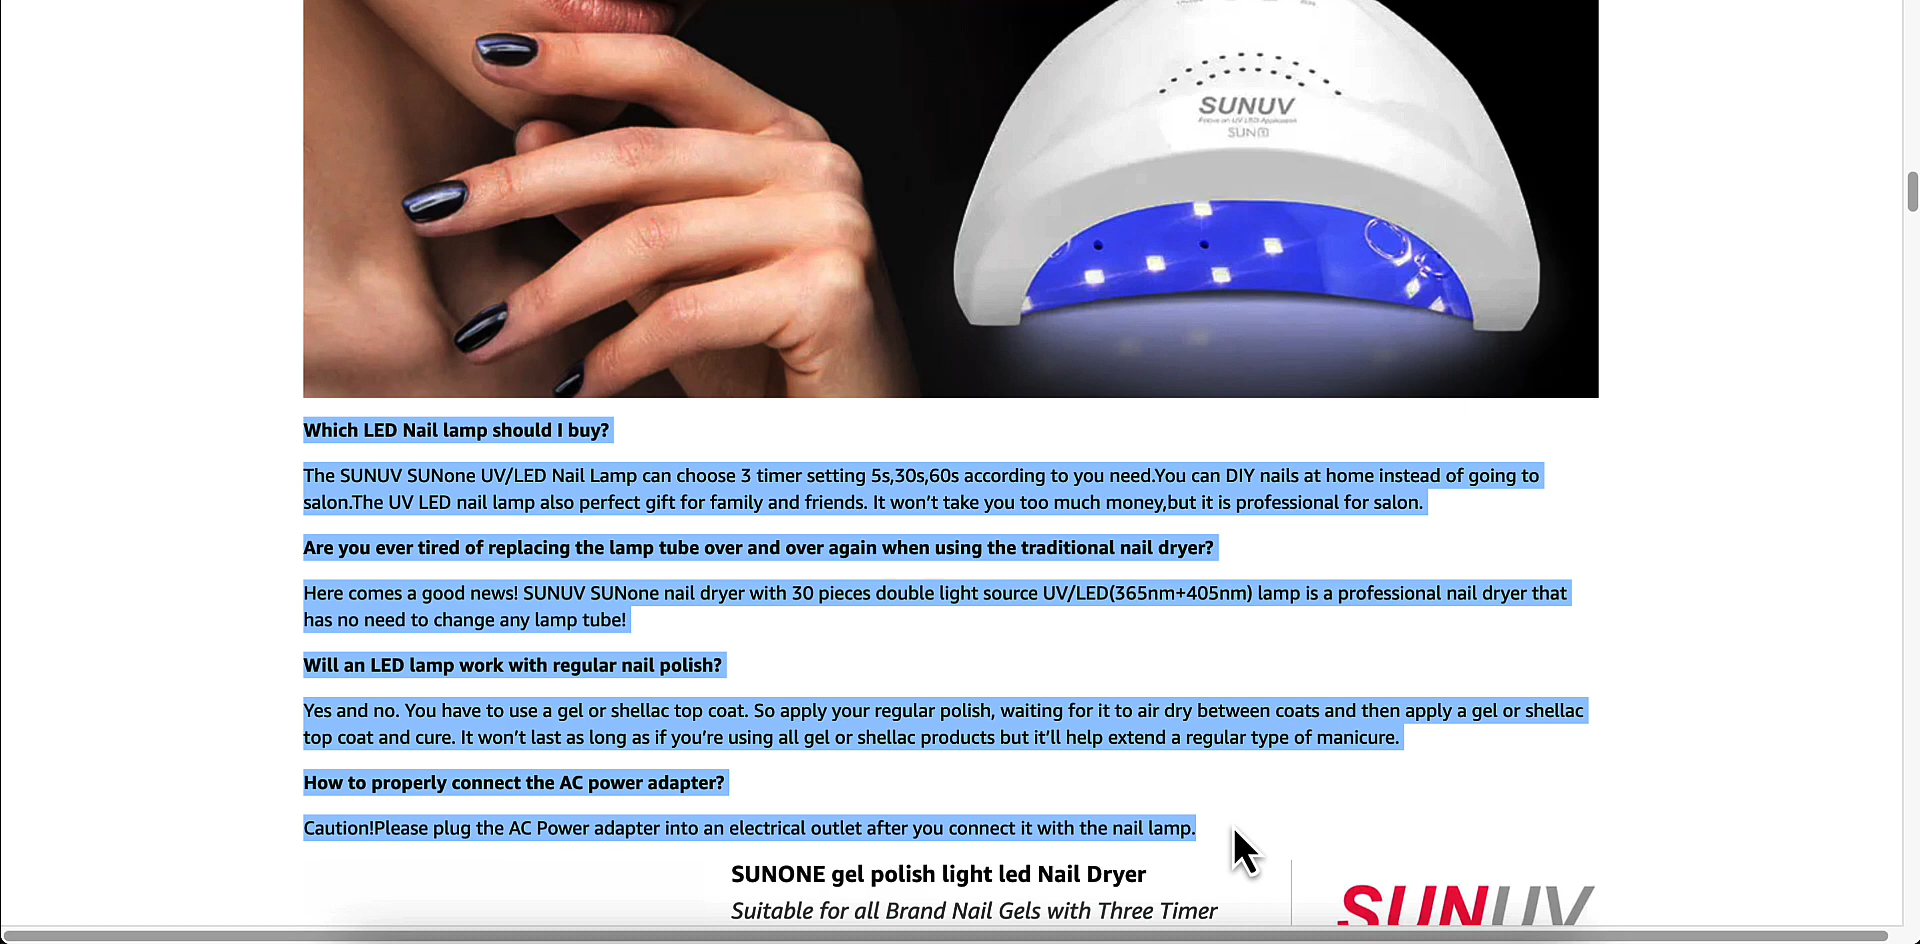 SUNUV
Focus on UV LED Application
SUN①
Which LED Nail lamp should I buy?
The SUNUV SUNone UV/LED Nail Lamp can choose 3 timer setting 5s,30s,60s according to you need.You can DIY nails at home instead of going to
salon.The UV LED nail lamp also perfect gift for family and friends. It won’t take you too much money,but it is professional for salon.
Are you ever tired of replacing the lamp tube over and over again when using the traditional nail dryer?
Here comes a good news! SUNUV SUNone nail dryer with 30 pieces double light source UV/LED(365nm+405nm) lamp is a professional nail dryer that
has no need to change any lamp tube!
Will an LED lamp work with regular nail polish?
Yes and no. You have to use a gel or shellac top coat. So apply your regular polish, waiting for it to air dry between coats and then apply a gel or shellac
top coat and cure. It won’t last as long as if you’re using all gel or shellac products but it’ll help extend a regular type of manicure.
How to properly connect the AC power adapter?
Caution!Please plug the AC Power adapter into an electrical outlet after you connect it with the nail lamp.
SUNONE gel polish light led Nail Dryer
Suitable for all Brand Nail Gels with Three Timer
SUNUV